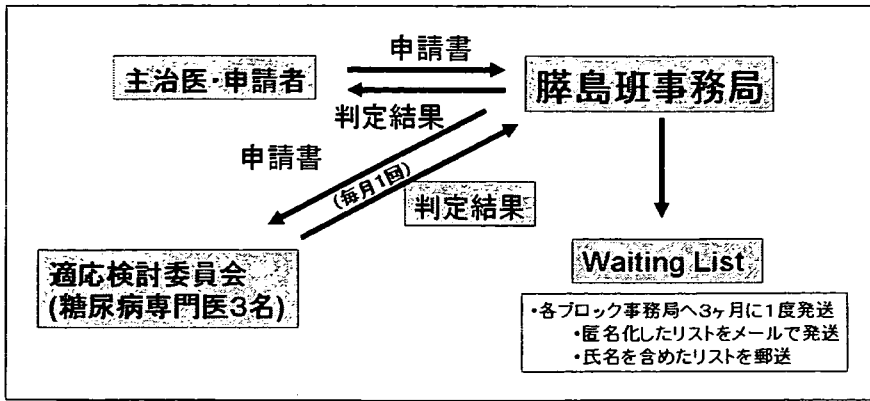 申請書
主治医・申請者
膵島班事務局
判定結果
申請書
(毎月1回)
判定結果
適応検討委員会
(糖尿病専門医3名)
Waiting List
・各ブロック事務局へ3ヶ月に1度発送
・匿名化したリストをメールで発送
・氏名を含めたリストを郵送